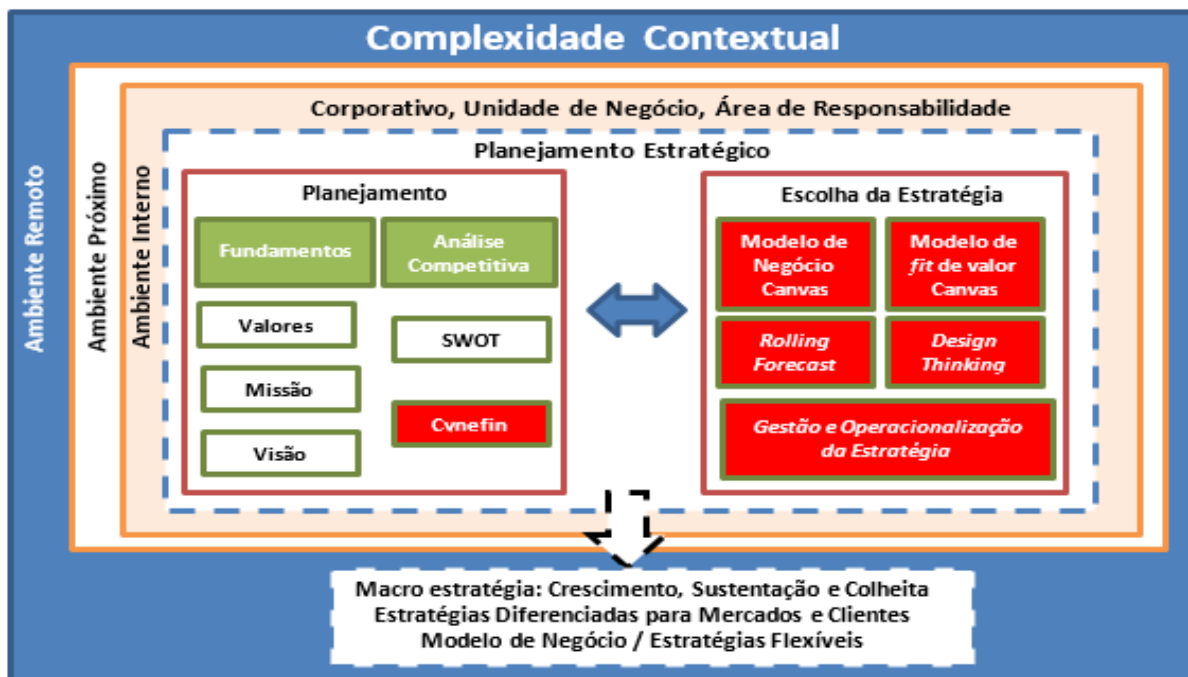 Complexidade Contextual
Ambiente Remoto
Ambiente Próximo
Ambiente Interno
Corporativo, Unidade de Negócio, Área de Responsabilidade
Planejamento Estratégico
Planejamento
Fundamentos
Análise
Competitiva
Valores
Missão
Visão
SWOT
Cvnefin
Escolha da Estratégia
Modelo de
Negócio
Canvas
Modelo de
fit de valor
Canvas
Rolling
Forecast
Design
Thinking
Gestão e Operacionalização
da Estratégia
Macro estratégia: Crescimento, Sustentação e Colheita
Estratégias Diferenciadas para Mercados e Clientes
Modelo de Negócio / Estratégias Flexíveis